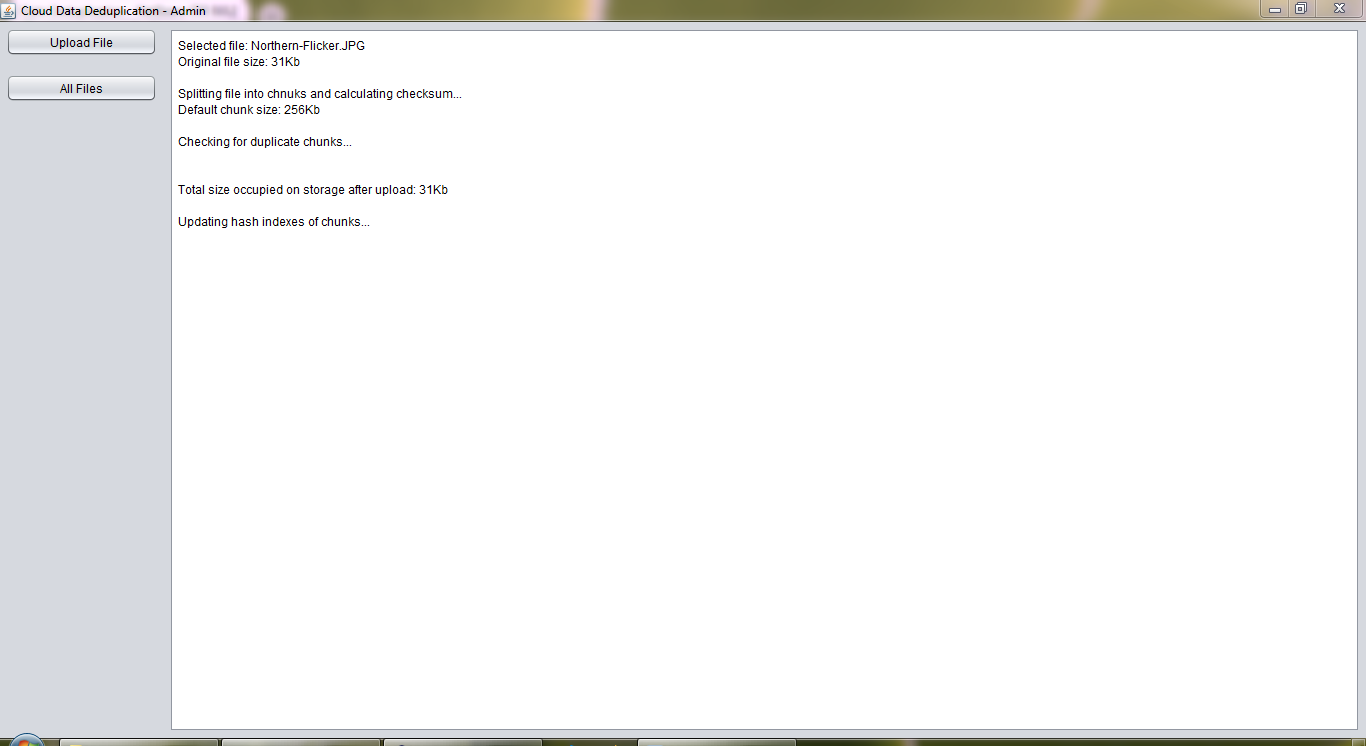 Cloud Data Deduplication - Admin
Upload File
All Files
Selected file: Northern-Flicker.JPG
Original file size: 31Kb
Splitting file into chnuks and calculating checksum...
Default chunk size: 256Kb
Checking for duplicate chunks...
Total size occupied on storage after upload: 31Kb
Updating hash indexes of chunks...